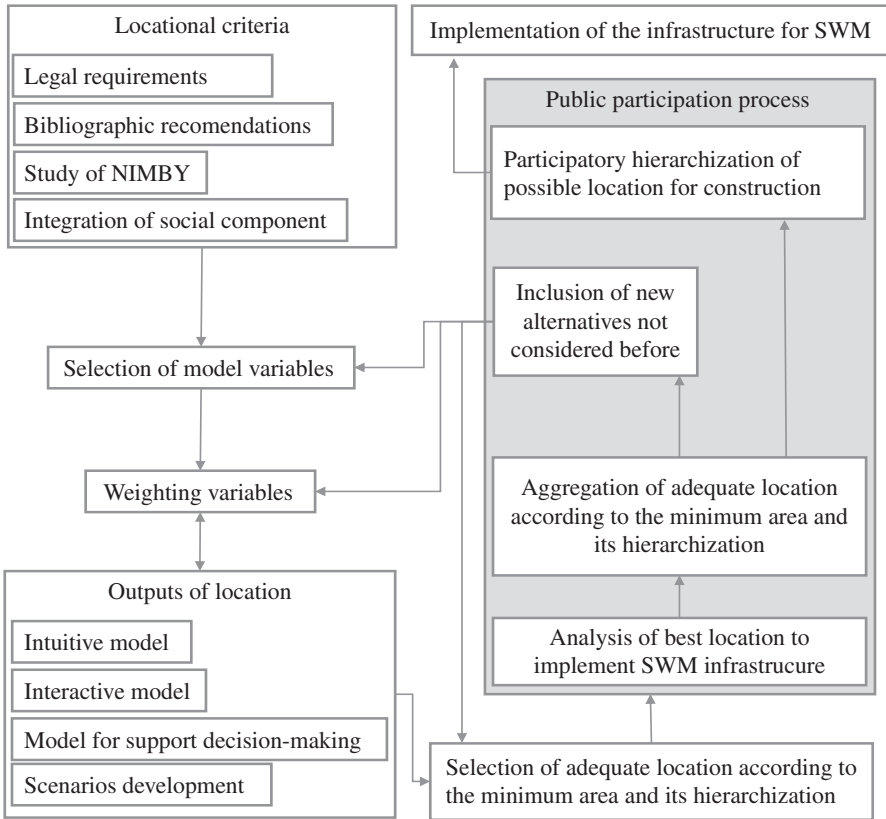 Locational criteria
Legal requirements
Bibliographic recomendations
Study of NIMBY
Integration of social component
Selection of model variables
Weighting variables
Outputs of location
Intuitive model
Interactive model
Model for support decision-making
Scenarios development
Implementation of the infrastructure for SWM
Public participation process
Participatory hierarchization of
possible location for construction
Inclusion of new
alternatives not
considered before
Aggregation of adequate location
according to the minimum area and
its hierarchization
Analysis of best location to
implement SWM infrastrucure
Selection of adequate location according to
the minimum area and its hierarchization